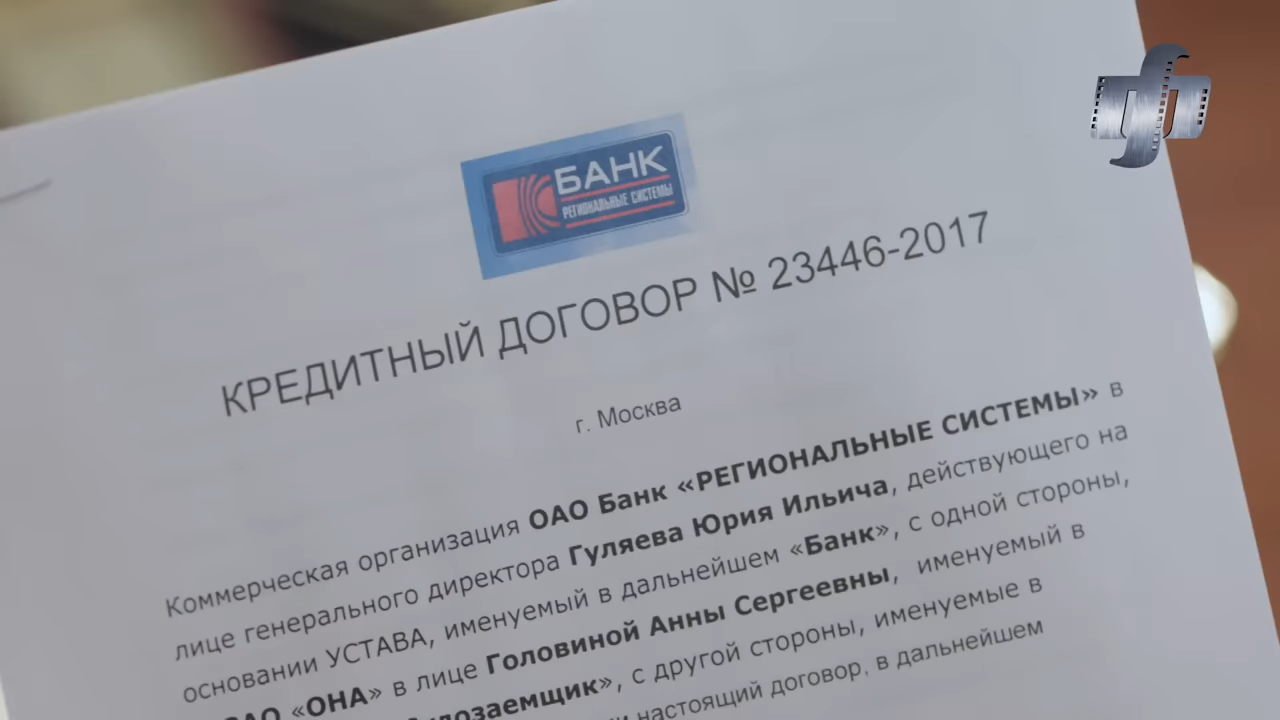 БАНК
РЕГИОНАЛЬНЫЕ СИСТЕМЫ
КРЕДИТНЫЙ ДОГОВОР № 23446-2017
г. Москва
Коммерческая организация ОАО Банк «РЕГИОНАЛЬНЫЕ СИСТЕМЫ» в
лице генерального директора Гуляева Юрия Ильича, действующего на
основании УСТАВА, именуемый в дальнейшем «Банк», с одной стороны,
«ОНА» в лице Головиной Анны Сергеевны, именуемый в
с другой стороны, именуемые в
настоящий договор, в дальнейшем